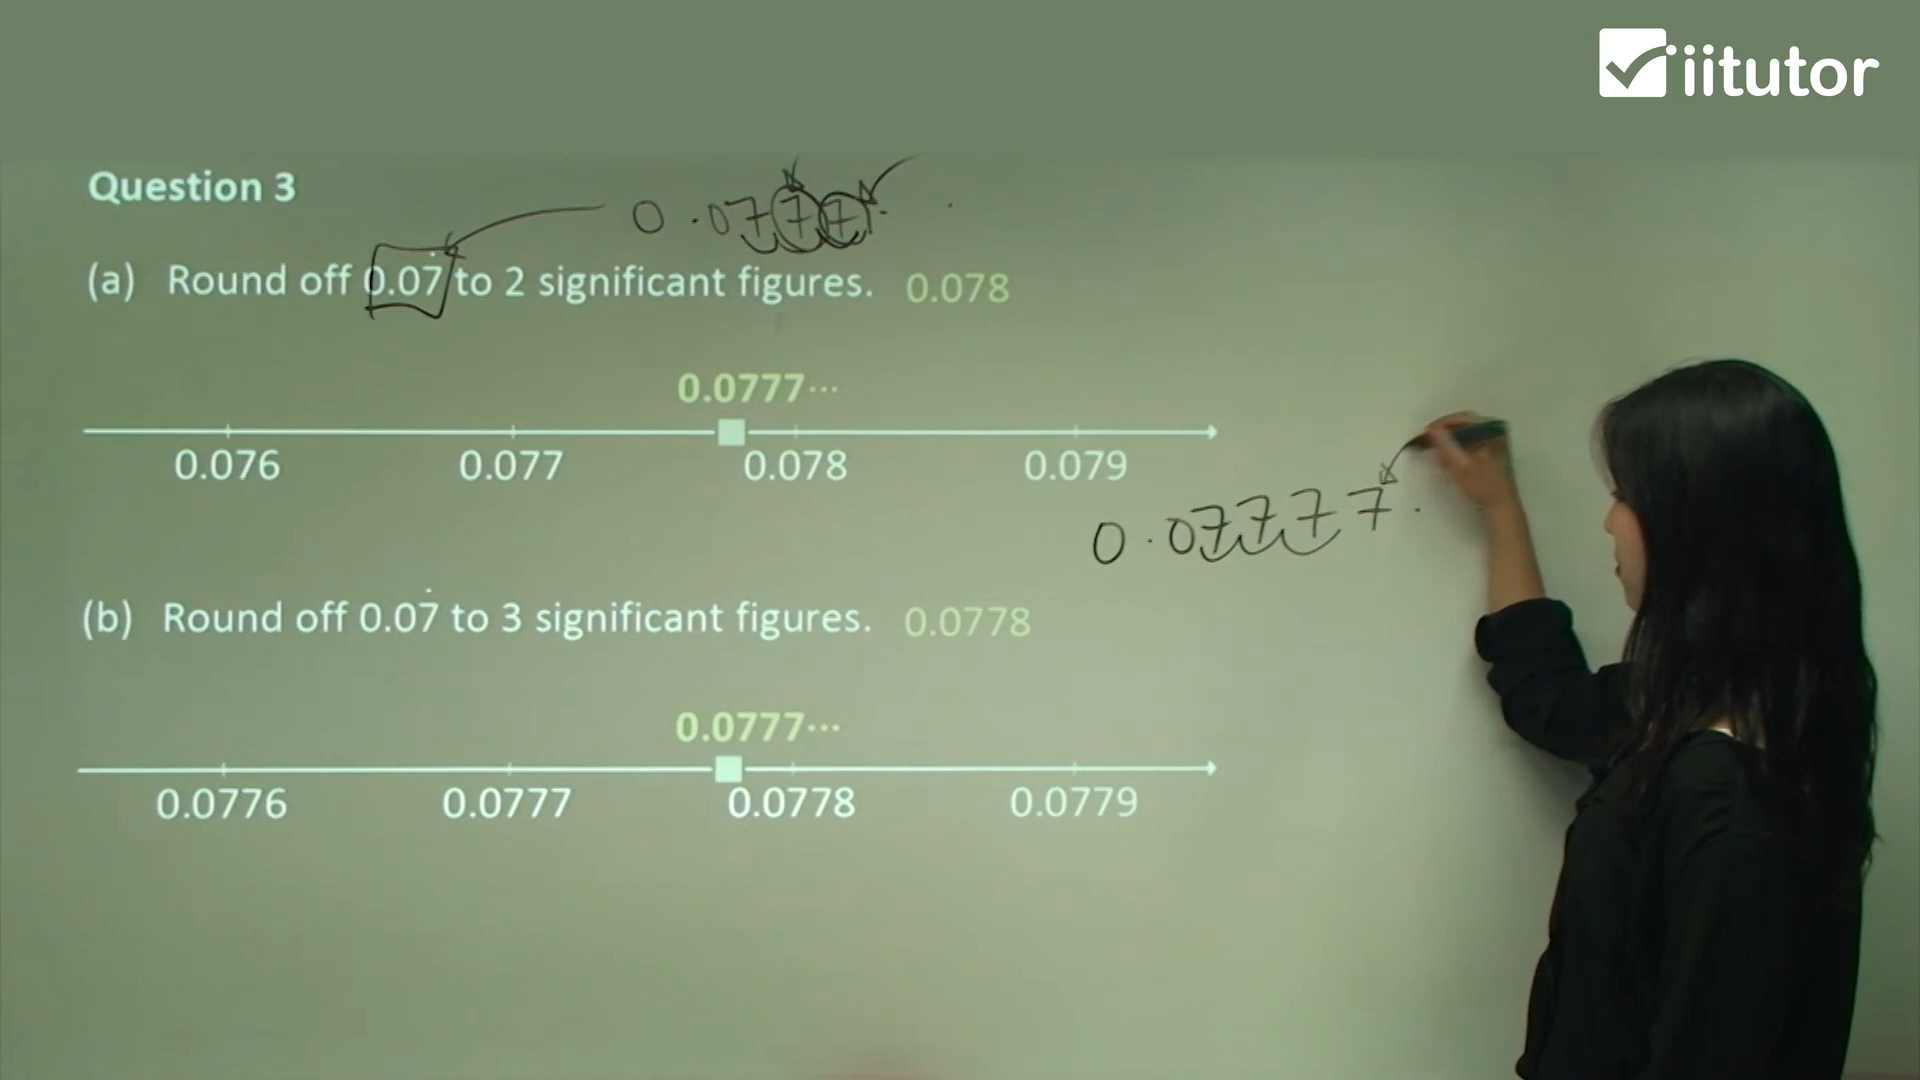 iitutor
Question 3
0.0777.
(a) Round off 0.07̇ to 2 significant figures. 0.078
0.0777⋯
0.076 0.077 0.078 0.079
0.07777.
(b) Round off 0.07̇ to 3 significant figures. 0.0778
0.0777⋯
0.0776 0.0777 0.0778 0.0779